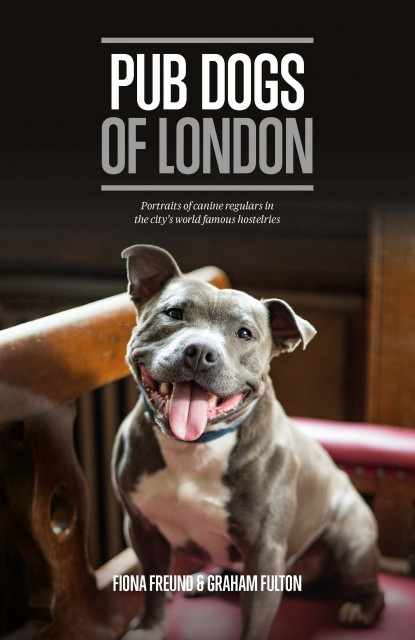 PUB DOGS
OF LONDON
Portraits of canine regulars in
the city's world famous hostelries
FIONA FREUND & GRAHAM FULTON